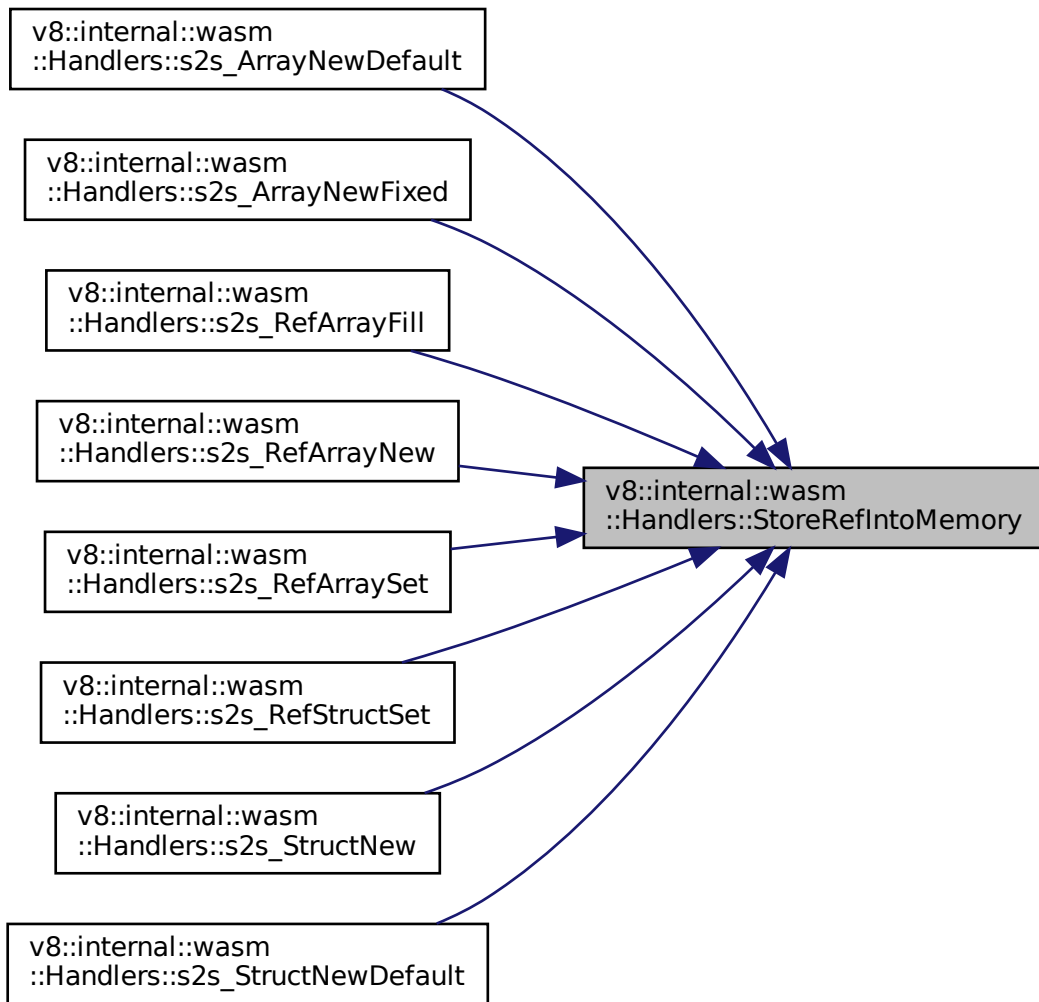 v8::internal::wasm
::Handlers::s2s_ArrayNewDefault
v8::internal::wasm
::Handlers::s2s_ArrayNewFixed
v8::internal::wasm
::Handlers::s2s_RefArrayFill
v8::internal::wasm
::Handlers::s2s_RefArrayNew
v8::internal::wasm
::Handlers::s2s_RefArraySet
v8::internal::wasm
::Handlers::s2s_RefStructSet
v8::internal::wasm
::Handlers::s2s_StructNew
v8::internal::wasm
::Handlers::s2s_StructNewDefault
v8::internal::wasm
::Handlers::StoreRefIntoMemory